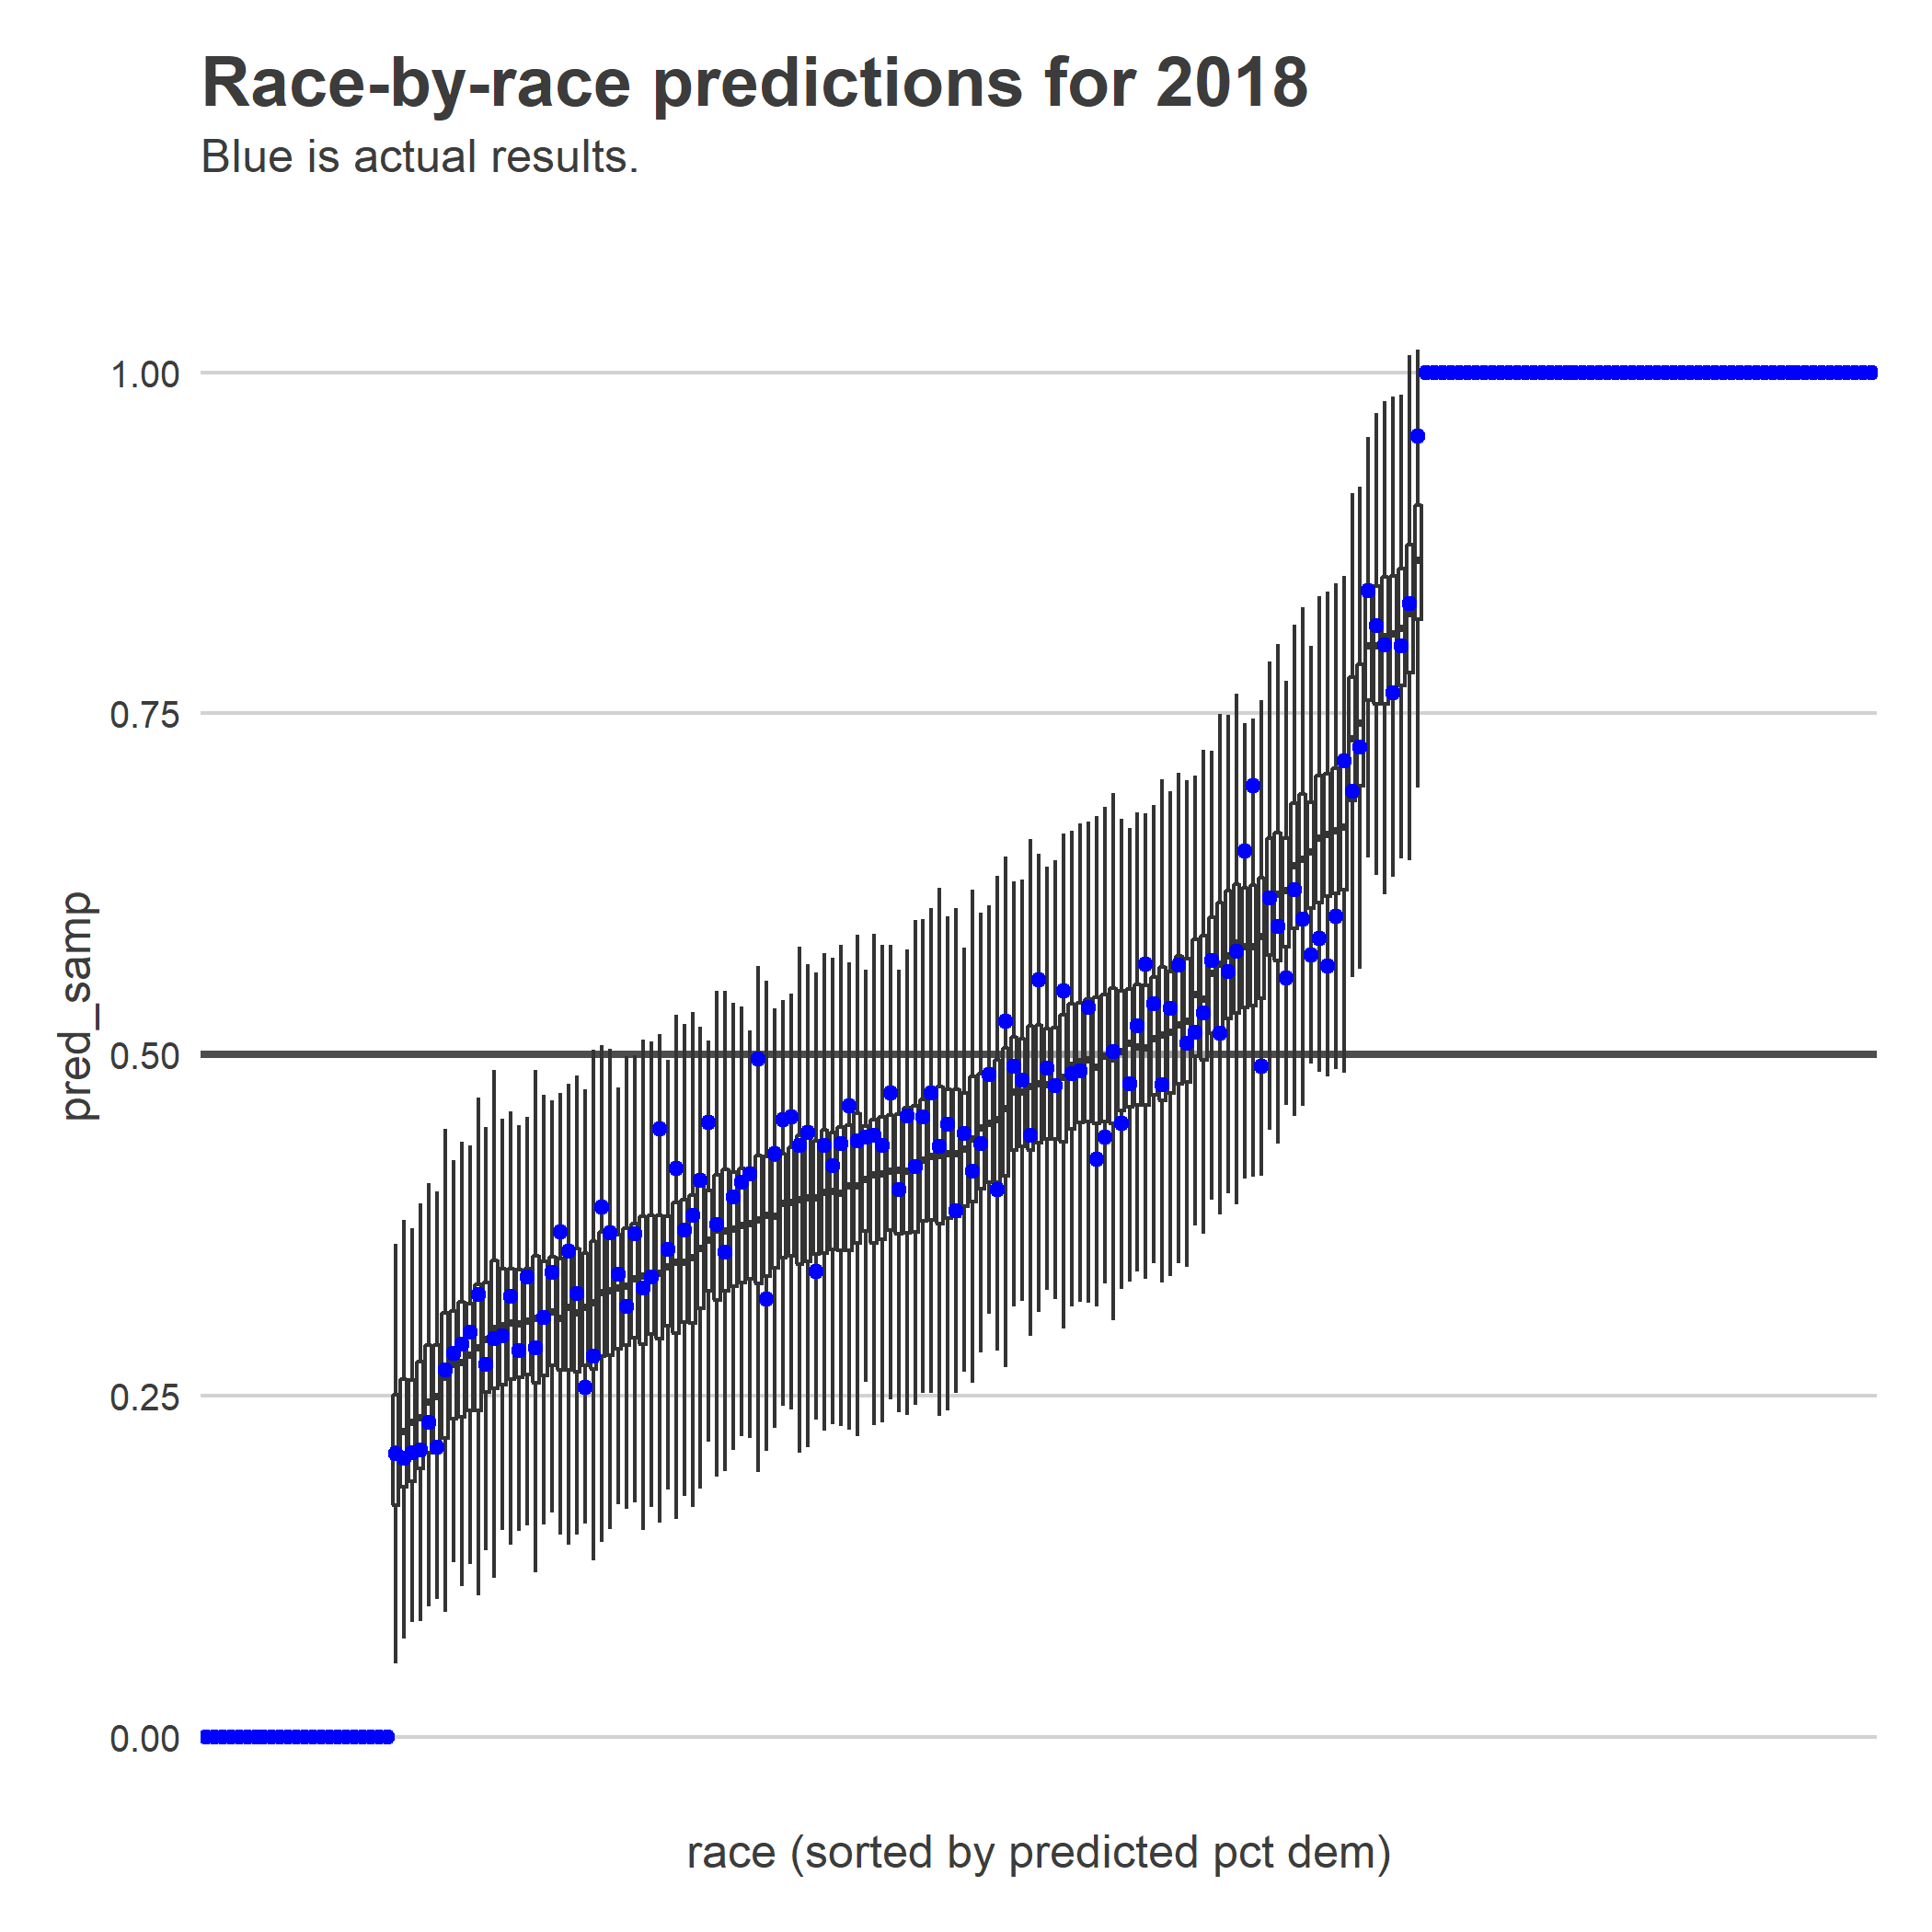 Race-by-race predictions for 2018
Blue is actual results.
1.00
0.75
0.50
0.25
0.00
pred_samp
race (sorted by predicted pct dem)